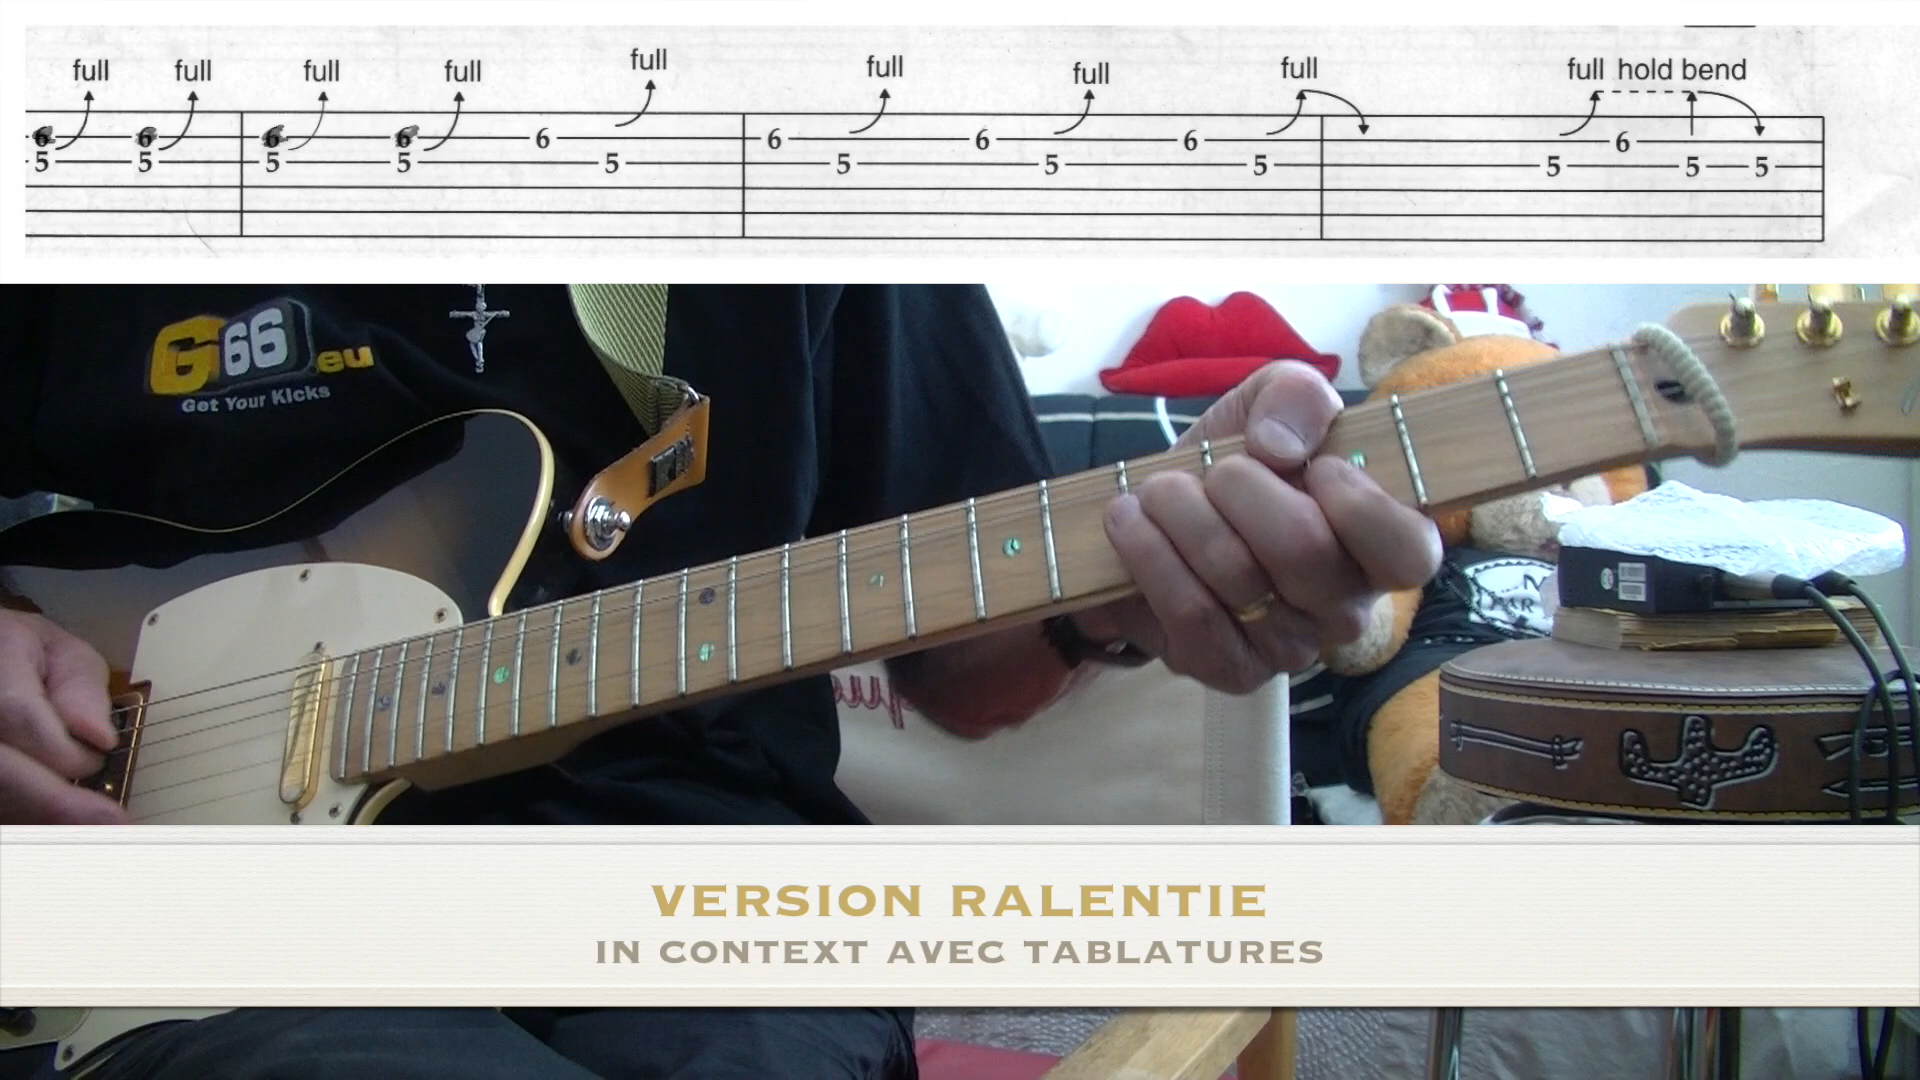 full full full full full full full full full hold bend
6 6 6 6 6 6 6 6 6
5 5 5 5 5 5 5 5 5 5 5
G66.eu
Get Your Kicks
VERSION RALENTIE
IN CONTEXT AVEC TABLATURES